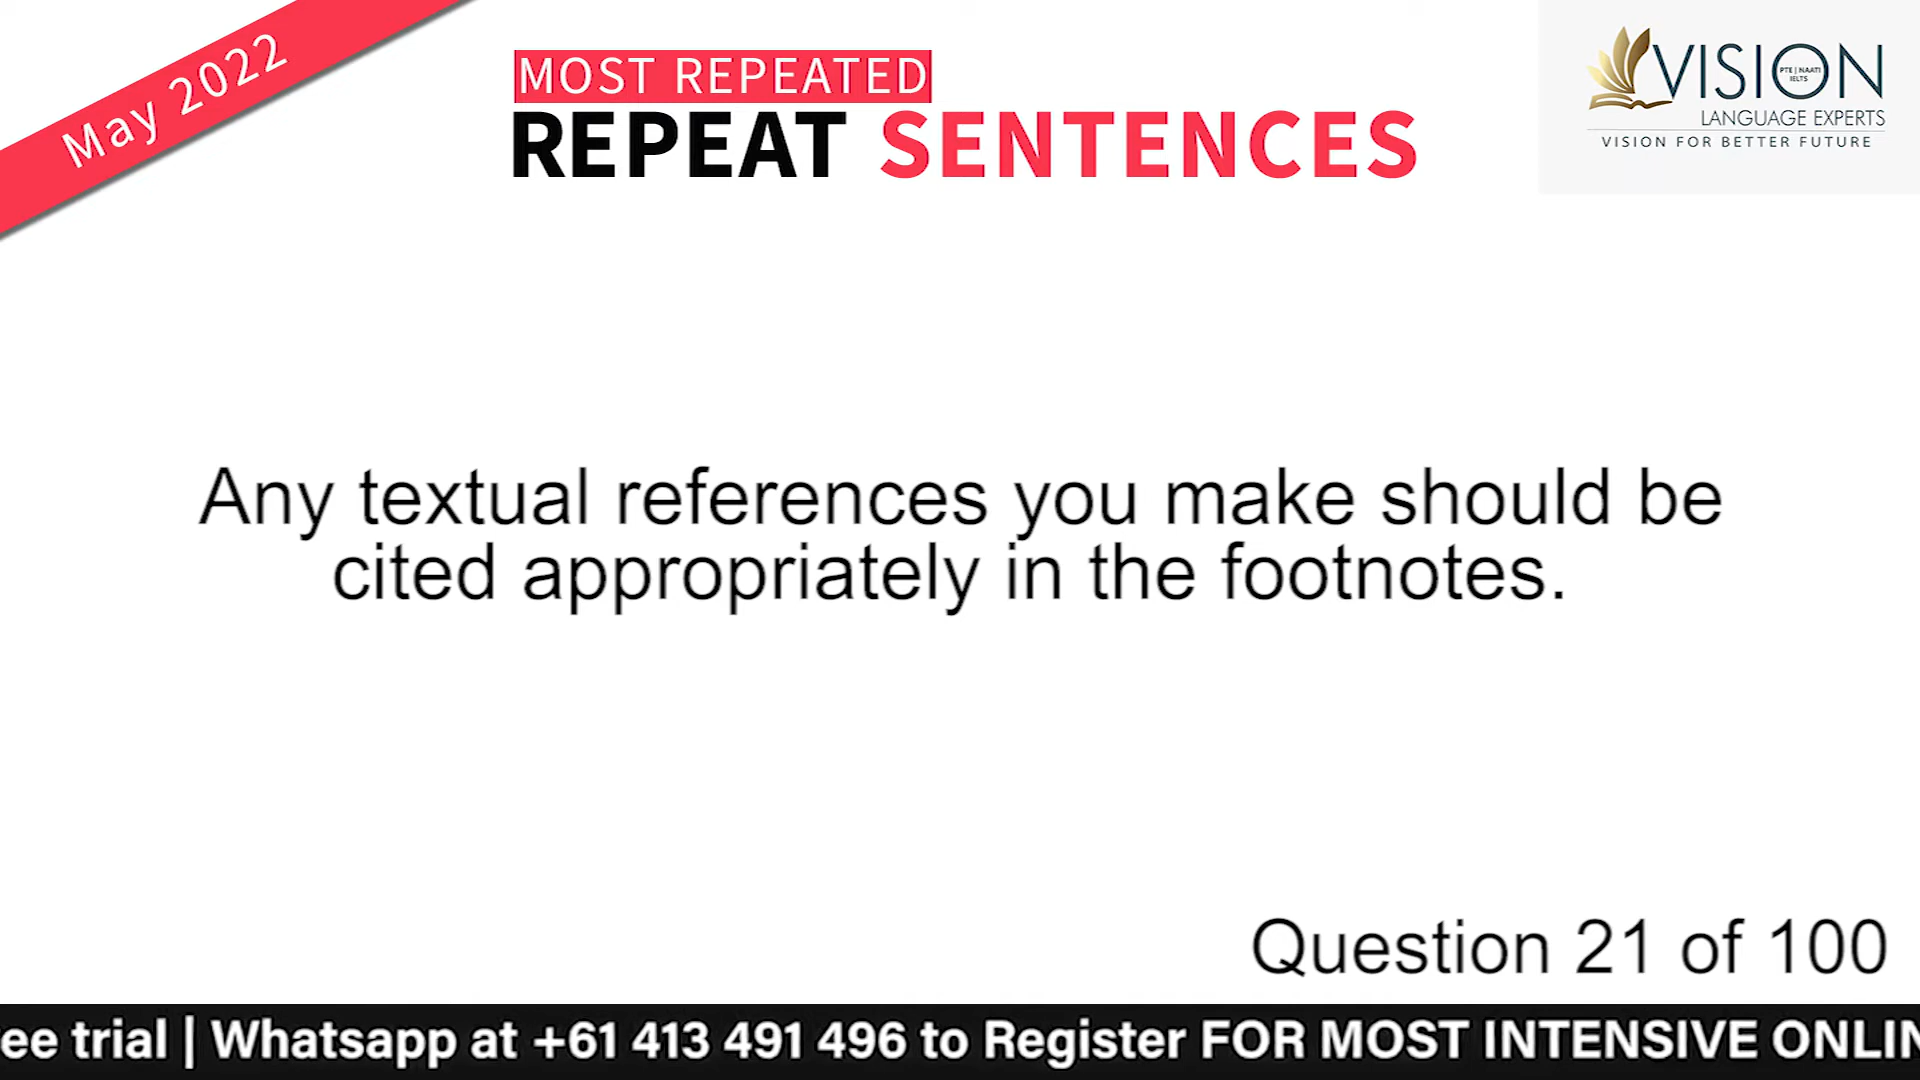 May 2022
MOST REPEATED
REPEAT SENTENCES
VISION
PTE | NAATI
IELTS
LANGUAGE EXPERTS
VISION FOR BETTER FUTURE
Any textual references you make should be
cited appropriately in the footnotes.
Question 21 of 100
ee trial | Whatsapp at +61 413 491 496 to Register FOR MOST INTENSIVE ONLIN